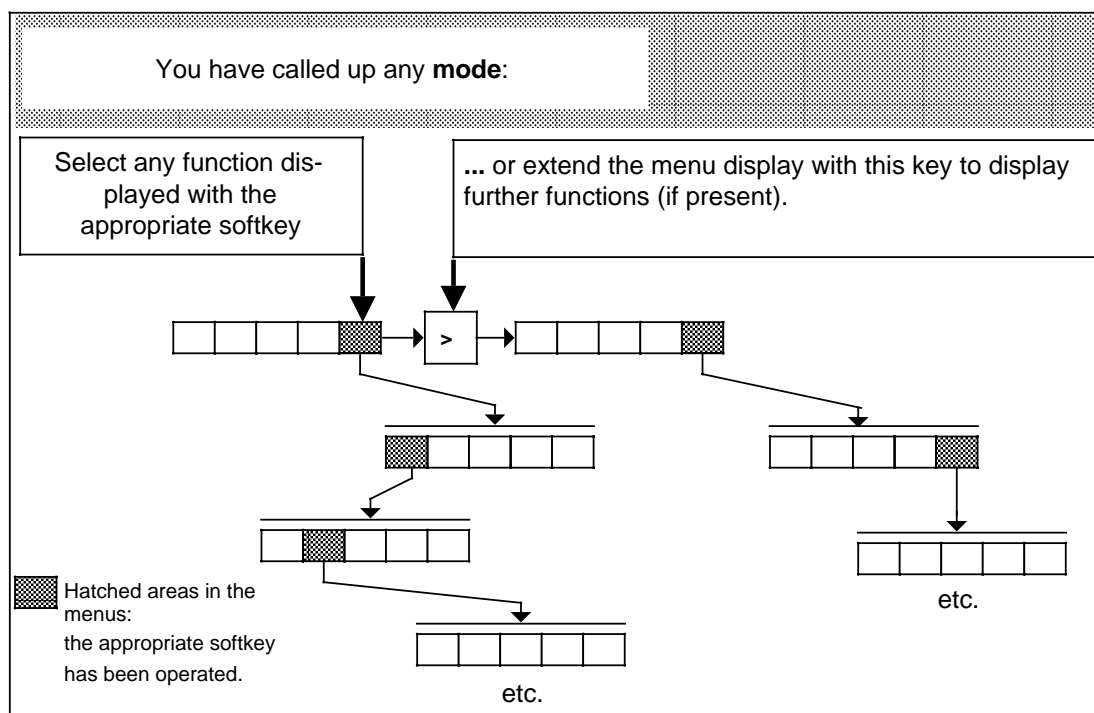 You have called up any mode:
Select any function dis-
played with the
appropriate softkey
... or extend the menu display with this key to display
further functions (if present).
>
Hatched areas in the
menus:
the appropriate softkey
has been operated.
etc.
etc.